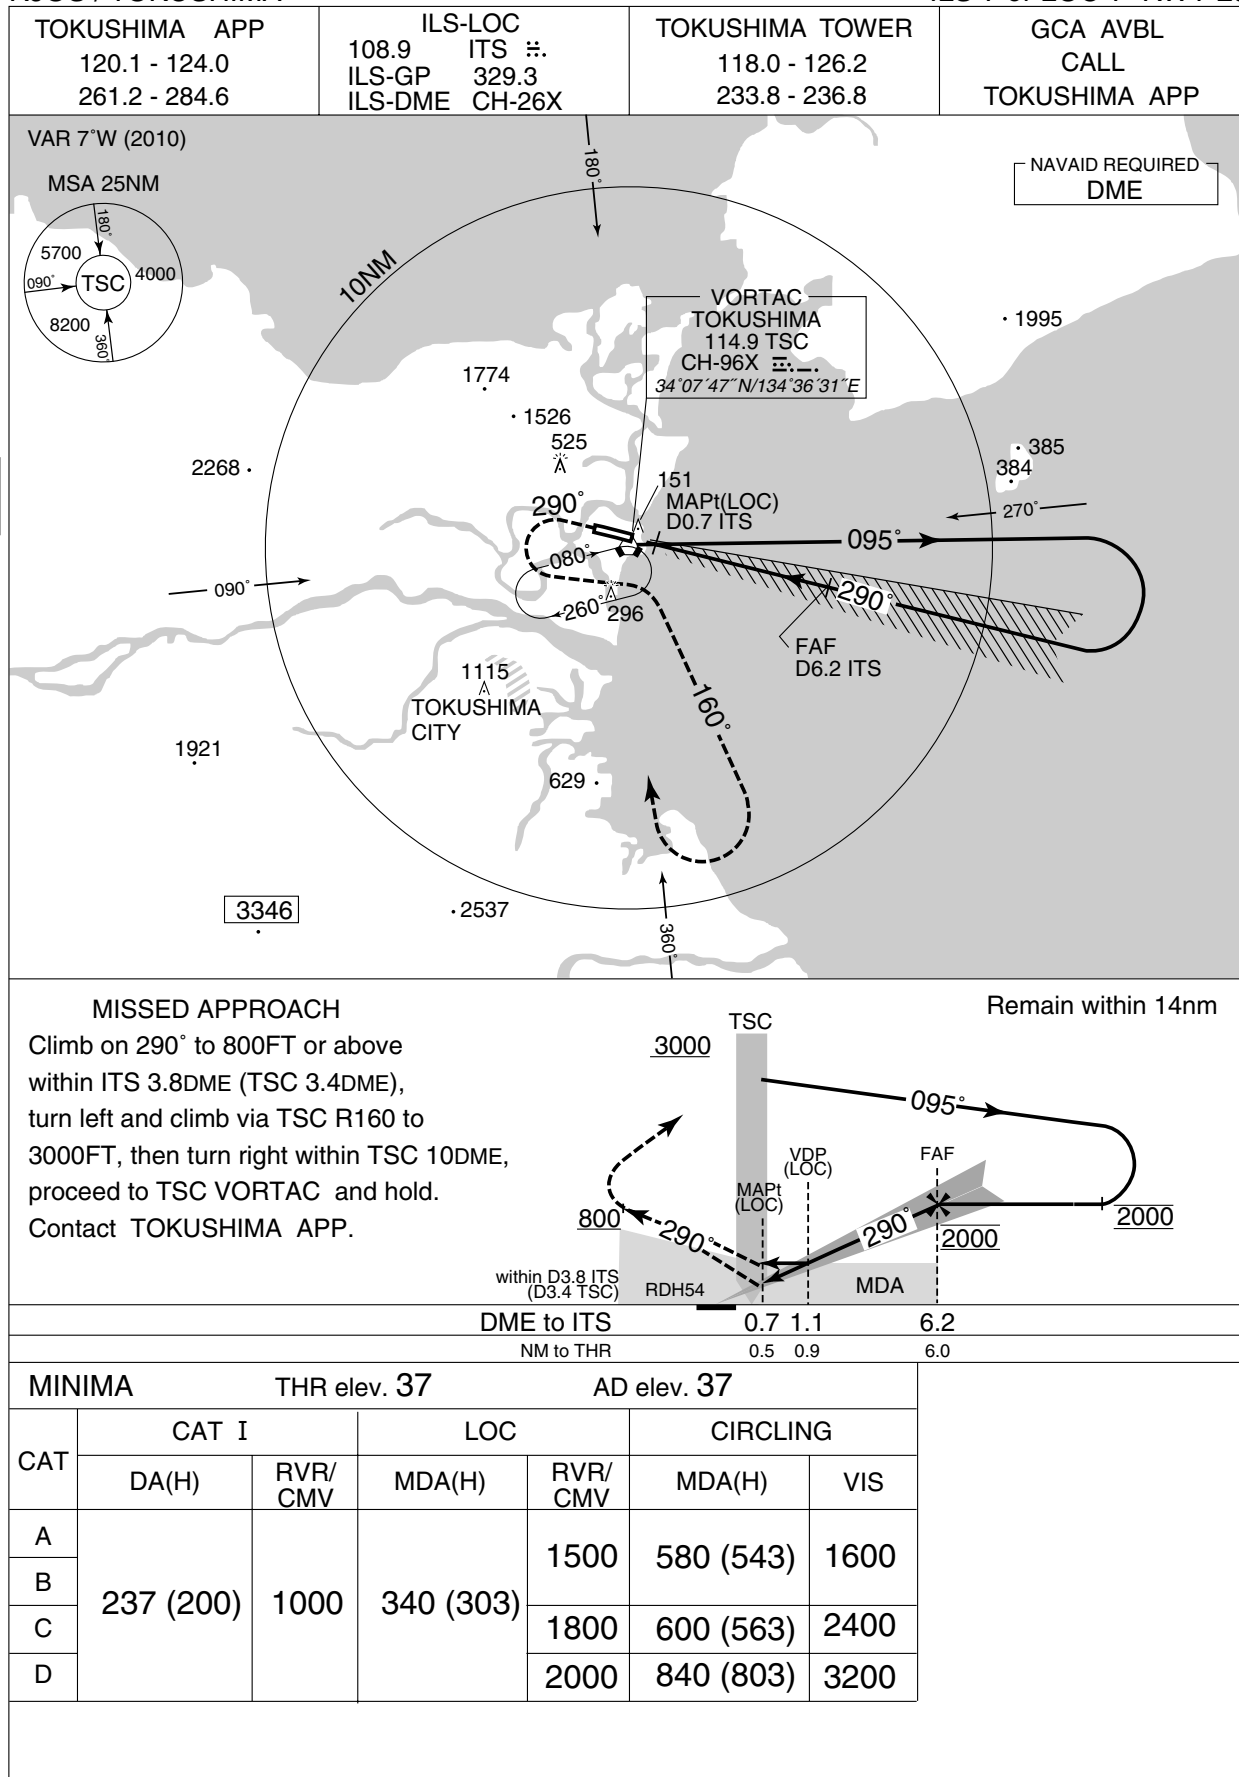 TOKUSHIMA APP
120.1 - 124.0
261.2 - 284.6
ILS-LOC
108.9 ITS
ILS-GP 329.3
ILS-DME CH-26X
TOKUSHIMA TOWER
118.0 - 126.2
233.8 - 236.8
GCA AVBL
CALL
TOKUSHIMA APP
VAR 7°W (2010)
MSA 25NM
180°
5700
4000
090°
TSC
8200
360°
180°
NAVAID REQUIRED
DME
10NM
VORTAC
TOKUSHIMA
114.9 TSC
CH-96X
34°07´47˝N/134°36´31˝E
1995
1774
1526
525
2268
385
384
151
MAPt(LOC)
D0.7 ITS
290°
270°
095°
080°
090°
290°
260°
296
FAF
D6.2 ITS
1115
TOKUSHIMA
CITY
160°
1921
629
3346
2537
360°
MISSED APPROACH
Climb on 290° to 800FT or above
within ITS 3.8DME (TSC 3.4DME),
turn left and climb via TSC R160 to
3000FT, then turn right within TSC 10DME,
proceed to TSC VORTAC and hold.
Contact TOKUSHIMA APP.
Remain within 14nm
TSC
3000
095°
VDP
(LOC)
FAF
MAPt
(LOC)
800
290°
290°
2000
2000
within D3.8 ITS
(D3.4 TSC)
RDH54
MDA
DME to ITS 0.7 1.1 6.2
NM to THR 0.5 0.9 6.0
MINIMA THR elev. 37 AD elev. 37
CAT
CAT I LOC CIRCLING
DA(H) RVR/CMV MDA(H) RVR/CMV MDA(H) VIS
A
B
C
D
237 (200) 1000 340 (303)
1500 580 (543) 1600
1800 600 (563) 2400
2000 840 (803) 3200